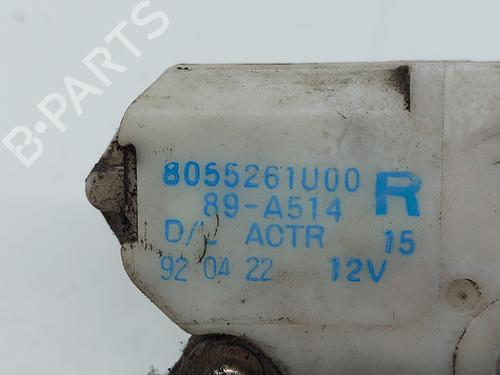 8055261U00
89-A514 R
D/L ACTR 15
92 04 22 12V
B-PARTS